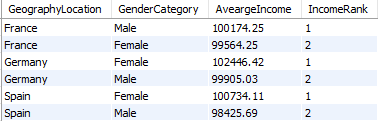 GeographyLocation GenderCategory AveargeIncome IncomeRank
France Male 100174.25 1
France Female 99564.25 2
Germany Female 102446.42 1
Germany Male 99905.03 2
Spain Female 100734.11 1
Spain Male 98425.69 2